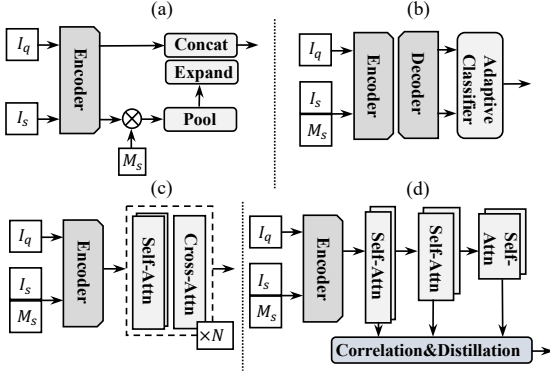 (a)
I_q
I_s
Encoder
Concat
Expand
Pool
⊗
M_s
(b)
I_q
I_s
M_s
Encoder
Decoder
Adaptive
Classifier
(c)
I_q
I_s
M_s
Encoder
Self-Attn
Cross-Attn
×N
(d)
I_q
I_s
M_s
Encoder
Self-Attn
Self-Attn
Self-
Attn
Correlation&Distillation